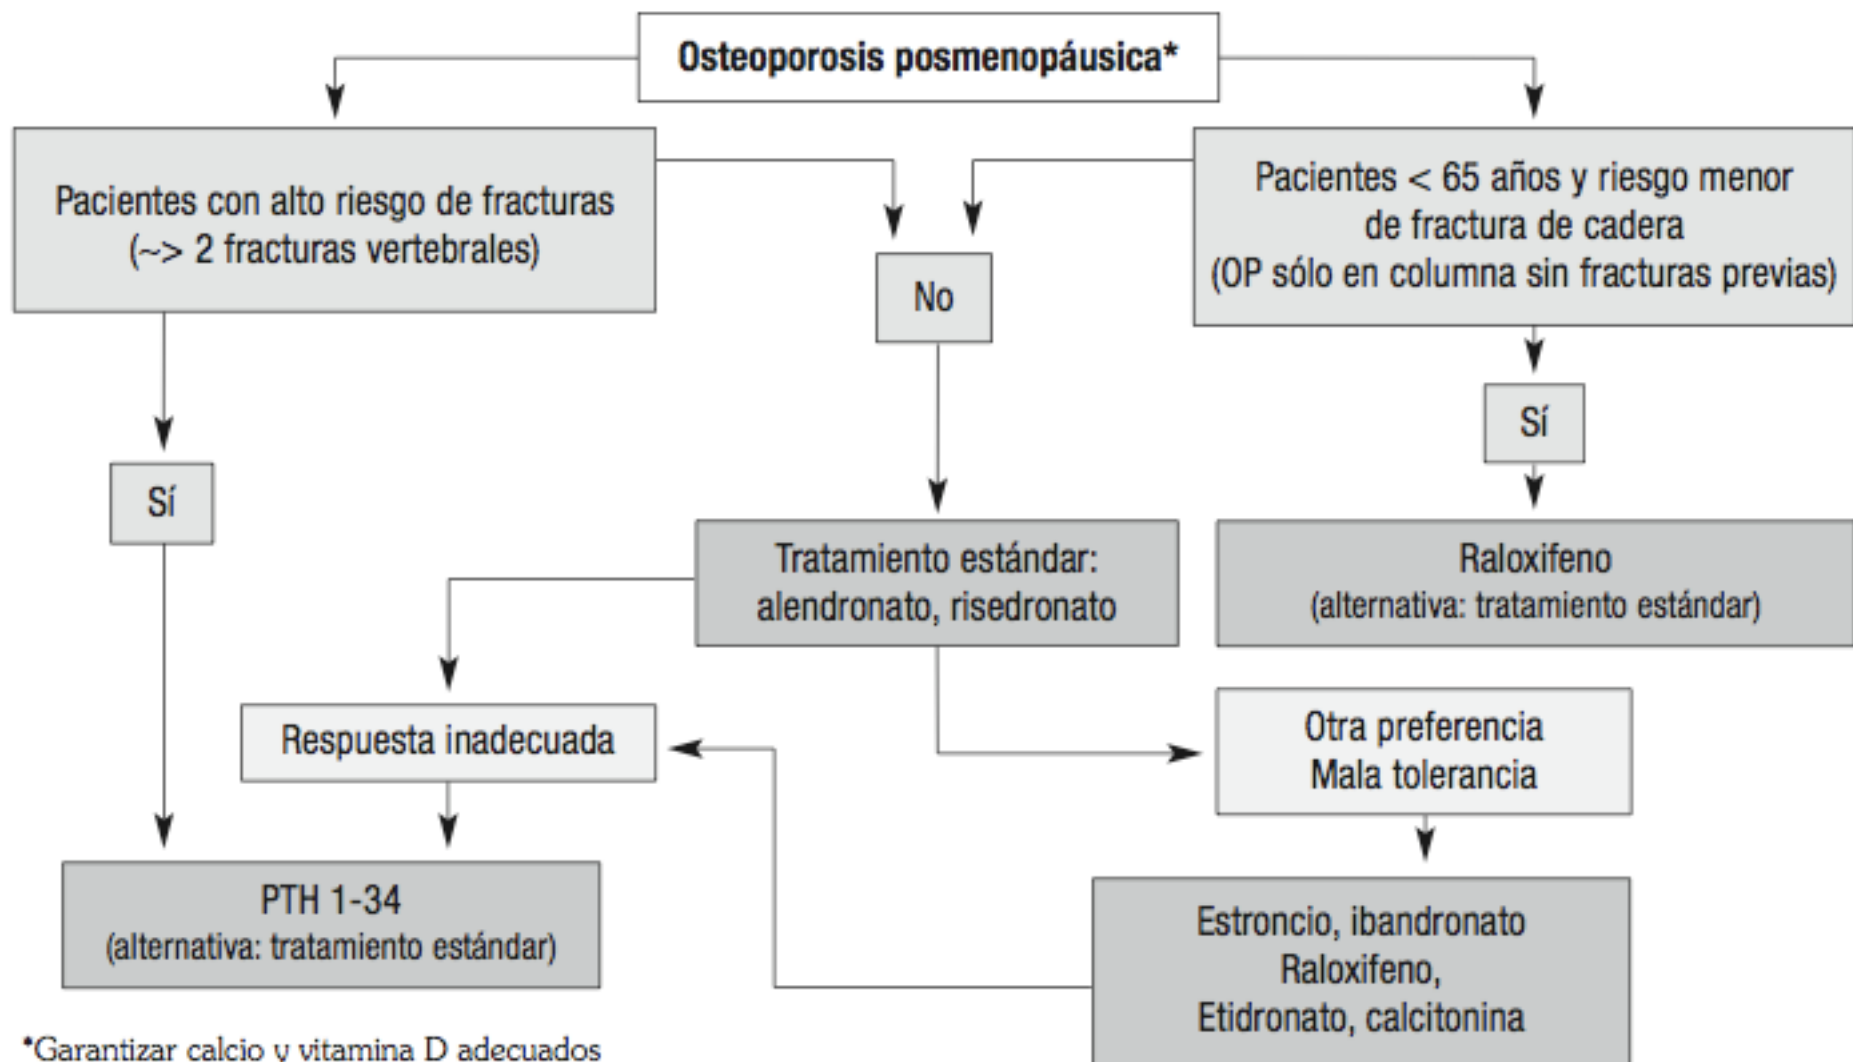 Osteoporosis posmenopáusica*
Pacientes con alto riesgo de fracturas
(~> 2 fracturas vertebrales)
Pacientes < 65 años y riesgo menor
de fractura de cadera
(OP sólo en columna sin fracturas previas)
No
Sí
Sí
Tratamiento estándar:
alendronato, risedronato
Raloxifeno
(alternativa: tratamiento estándar)
Respuesta inadecuada
Otra preferencia
Mala tolerancia
PTH 1-34
(alternativa: tratamiento estándar)
Estroncio, ibandronato
Raloxifeno,
Etidronato, calcitonina
*Garantizar calcio y vitamina D adecuados